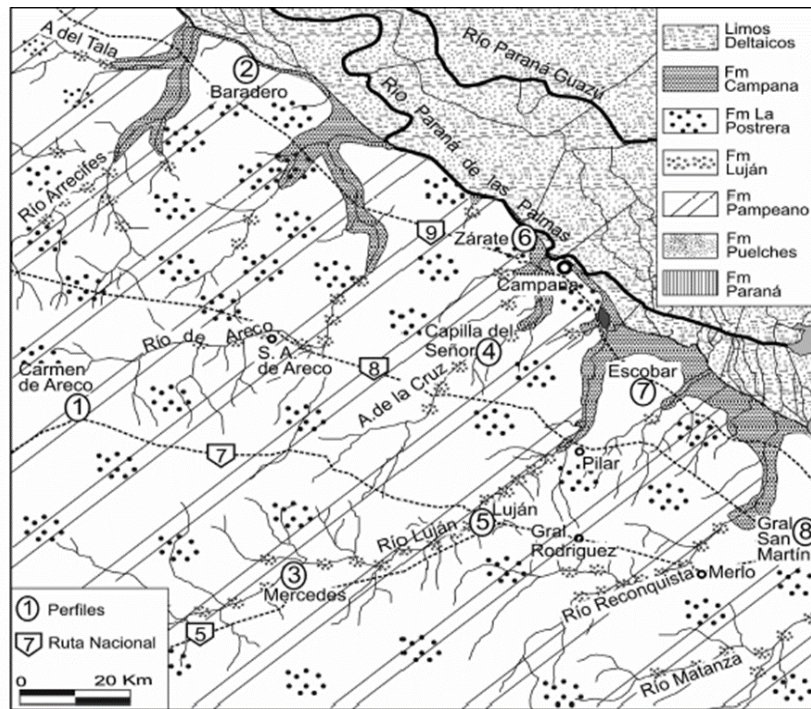 A del Tala
2
Baradero
Río Arrecifes
Río Paraná Guazú
Río Paraná de las Palmas
9
6
Zárate
Campana
Río de Areco
S. A.
de Areco
Capilla del
Señor
4
8
Carmen
de Areco
1
A. de la Cruz
Escobar
7
7
Pilar
Luján
5
Río Luján
Gral
Rodríguez
Gral
San
Martín
8
3
Mercedes
Merlo
Río Reconquista
5
Río Matanza
Limos
Deltaicos
Fm
Campana
Fm La
Postrera
Fm
Luján
Fm
Pampeano
Fm
Puelches
Fm
Paraná
1 Perfiles
7 Ruta Nacional
0 20 Km